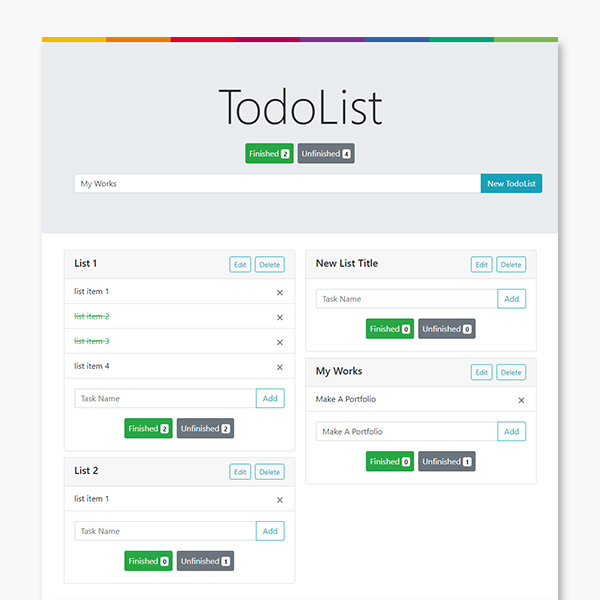 TodoList
Finished 2 Unfinished 4
My Works New TodoList
List 1 Edit Delete
list item 1 ×
list item 2
list item 3 ×
list item 4 ×
Task Name Add
Finished 2 Unfinished 2
List 2 Edit Delete
list item 1 ×
Task Name Add
Finished 0 Unfinished 1
New List Title Edit Delete
Task Name Add
Finished 0 Unfinished 0
My Works Edit Delete
Make A Portfolio ×
Make A Portfolio Add
Finished 0 Unfinished 1